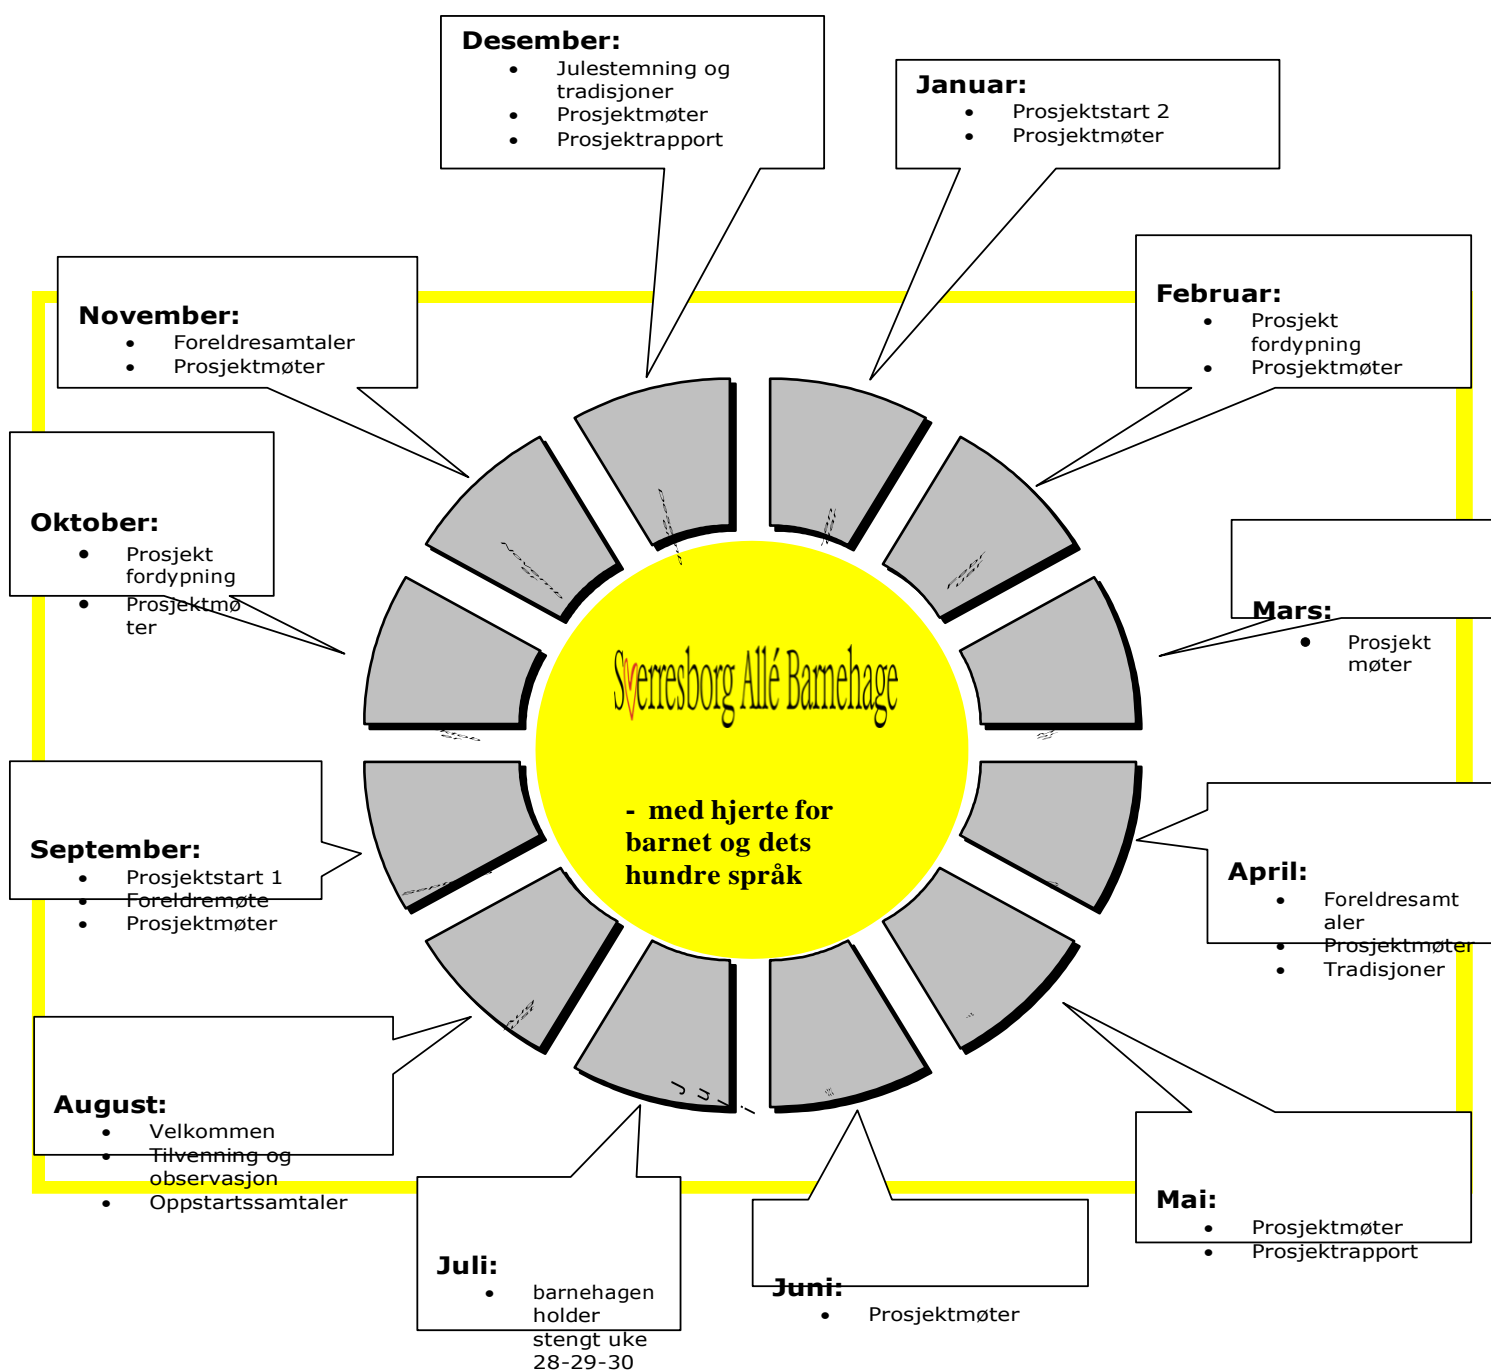 Desember:
• Julestemning og
tradisjoner
• Prosjektmøter
• Prosjektrapport
Januar:
• Prosjektstart 2
• Prosjektmøter
Februar:
• Prosjekt
fordypning
• Prosjektmøter
Mars:
• Prosjekt
møter
April:
• Foreldresamt
aler
• Prosjektmøter
• Tradisjoner
Mai:
• Prosjektmøter
• Prosjektrapport
Juni:
• Prosjektmøter
Juli:
• barnehagen
holder
stengt uke
28-29-30
August:
• Velkommen
• Tilvenning og
observasjon
• Oppstartssamtaler
September:
• Prosjektstart 1
• Foreldremøte
• Prosjektmøter
Oktober:
• Prosjekt
fordypning
• Prosjektmø
ter
November:
• Foreldresamtaler
• Prosjektmøter
Sverresborg Allé Barnehage
- med hjerte for
barnet og dets
hundre språk
Juli